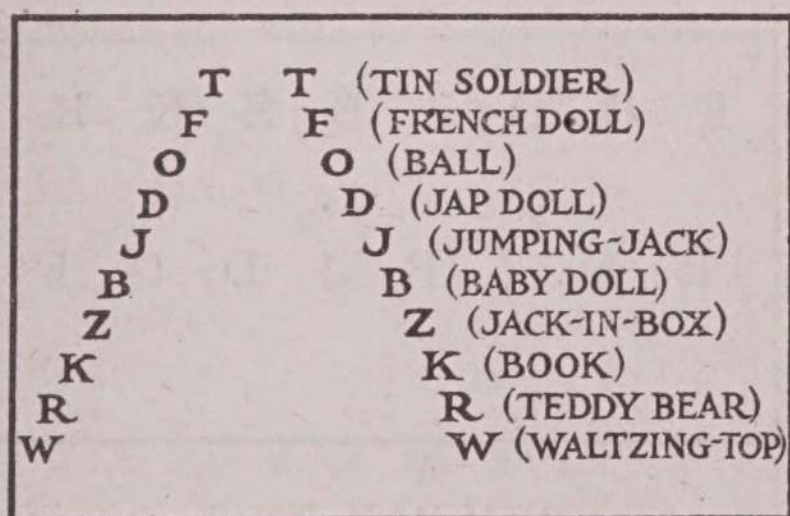 T T (TIN SOLDIER)
F F (FRENCH DOLL)
O O (BALL)
D D (JAP DOLL)
J J (JUMPING-JACK)
B B (BABY DOLL)
Z Z (JACK-IN-BOX)
K K (BOOK)
R R (TEDDY BEAR)
W W (WALTZING-TOP)